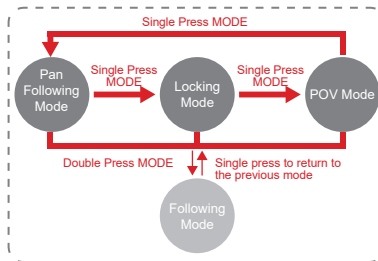 Single Press MODE
Pan
Following
Mode
Single Press
MODE
Locking
Mode
Single Press
MODE
POV Mode
Double Press MODE
Single press to return to
the previous mode
Following
Mode